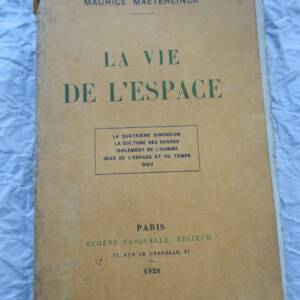 MAURICE MAETERLINCK
LA VIE
DE L'ESPACE
LA QUATRIÈME DIMENSION
LA CULTURE DES SONGES
ISOLEMENT DE L'HOMME
JEUX DE L'ESPACE ET DU TEMPS
DIEU
PARIS
EUGÈNE FASQUELLE, ÉDITEUR
11, RUE DE GRENELLE, 11
1928